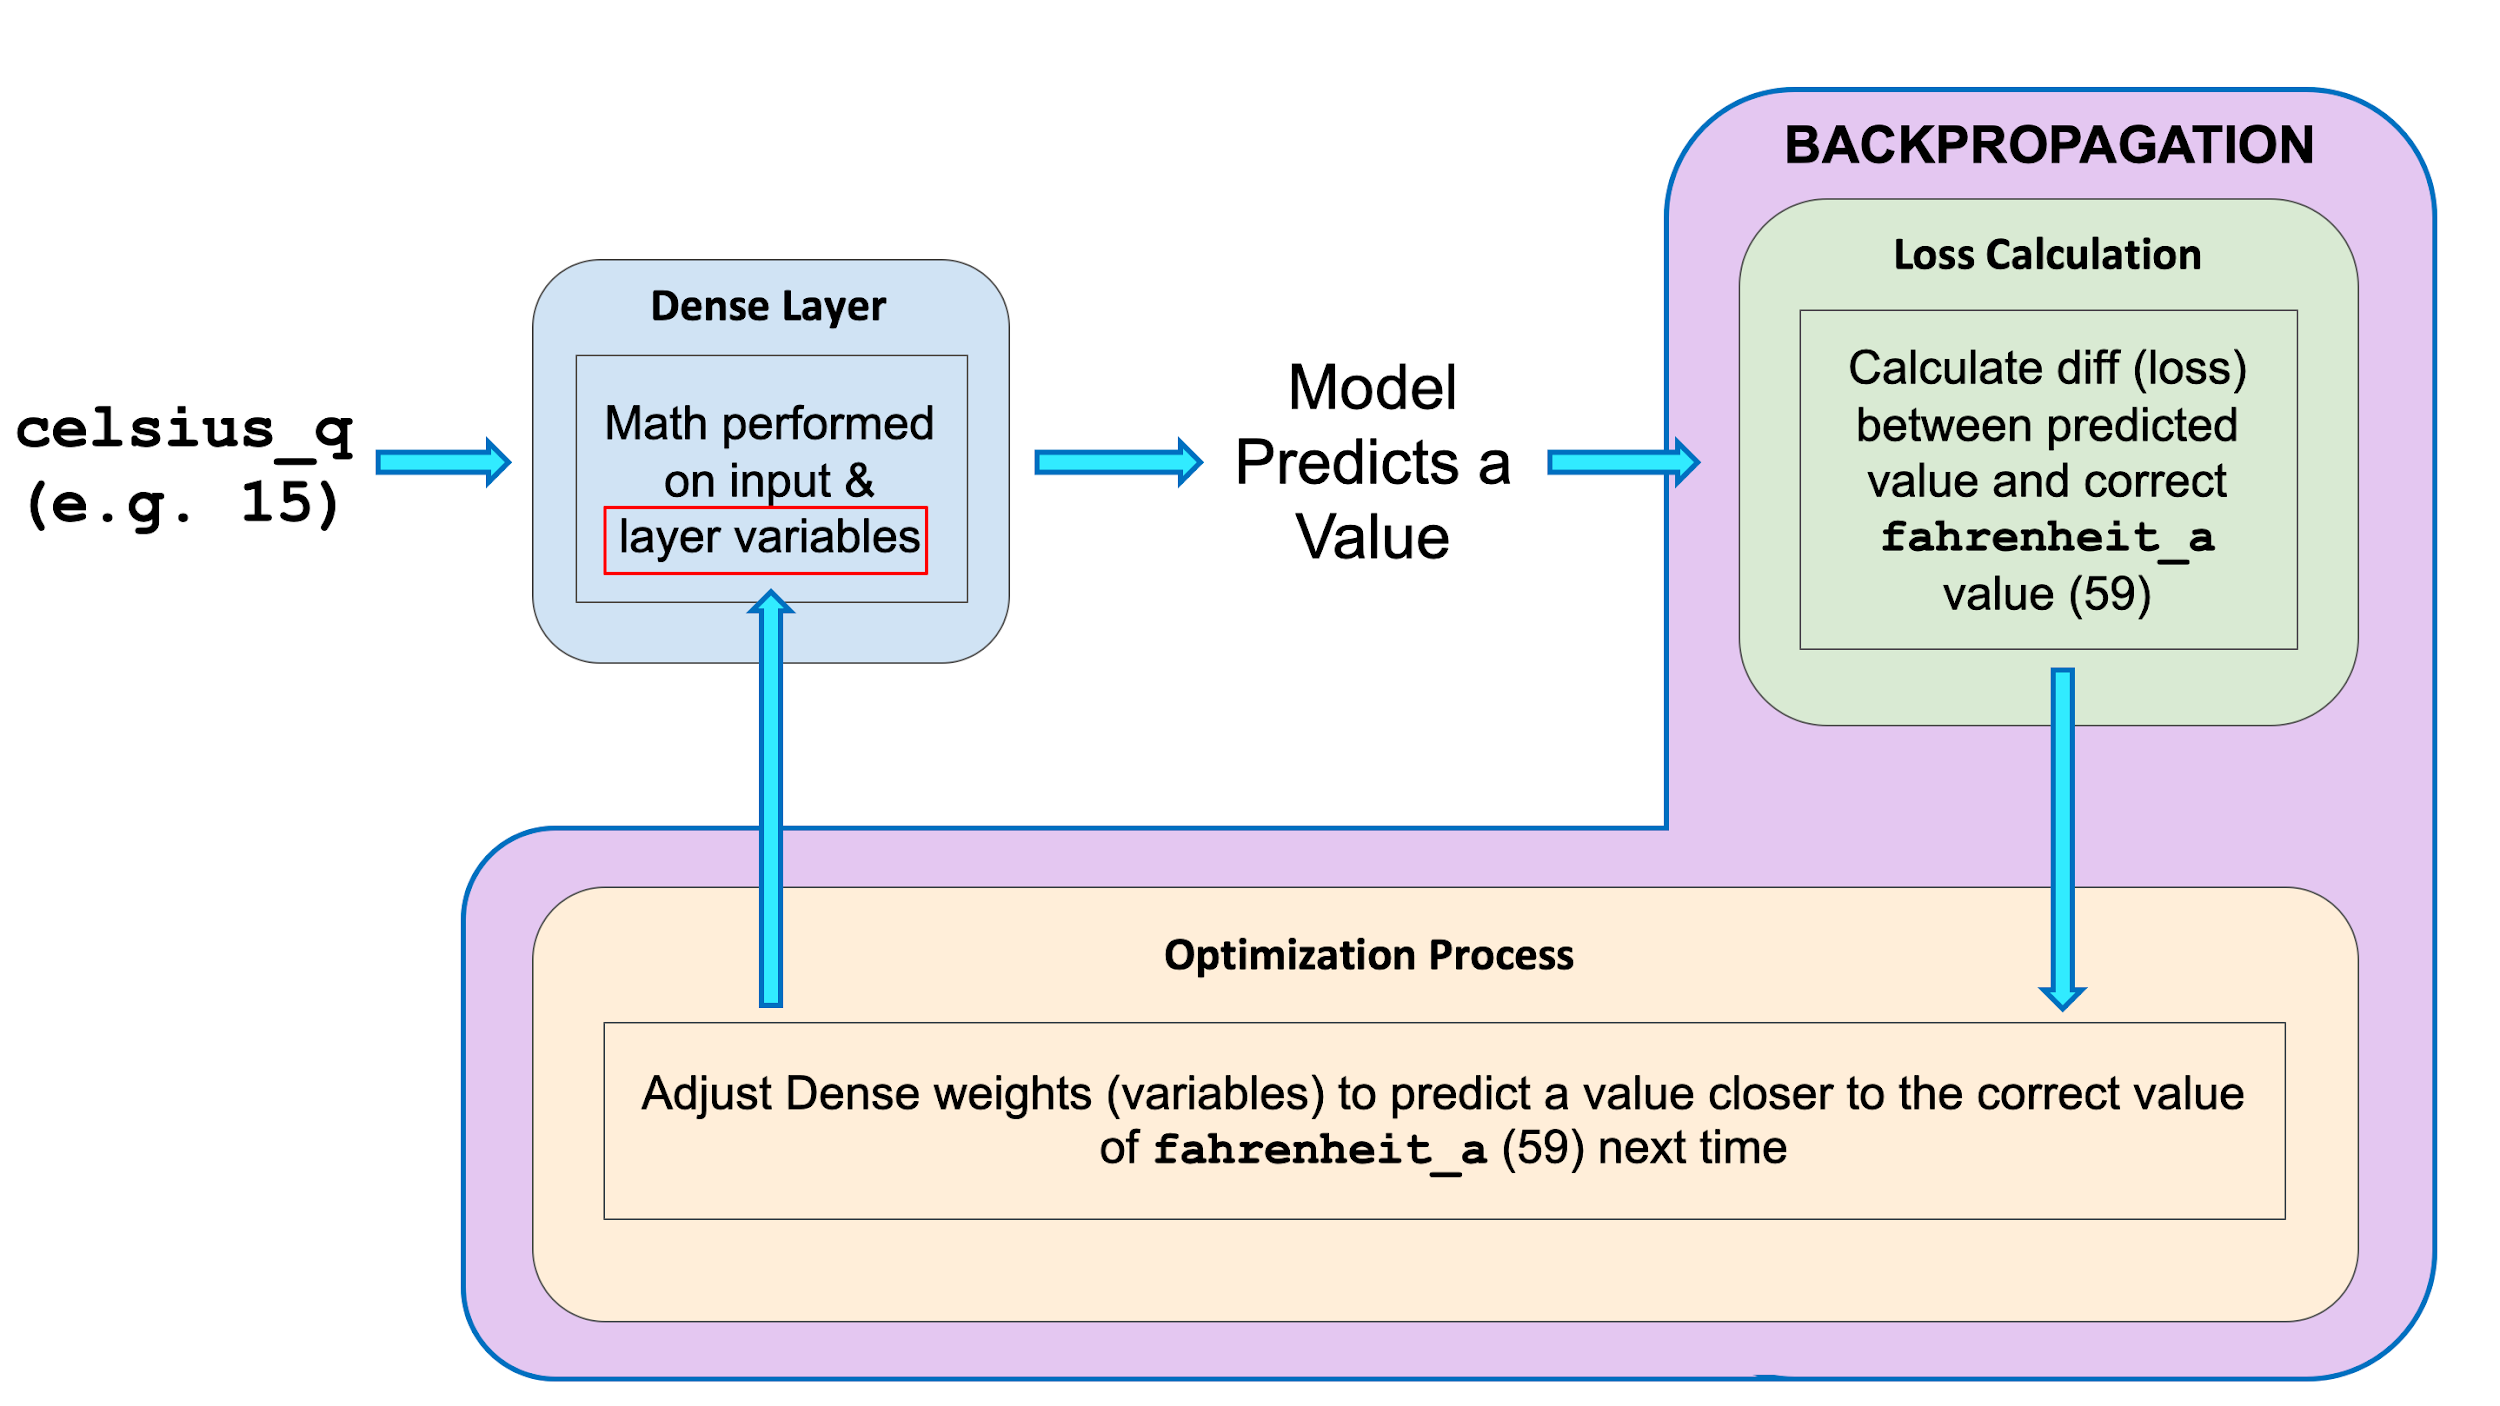 celsius_q
(e.g. 15)
Dense Layer
Math performed
on input &
layer variables
Model
Predicts a
Value
BACKPROPAGATION
Loss Calculation
Calculate diff (loss)
between predicted
value and correct
fahrenheit_a
value (59)
Optimization Process
Adjust Dense weights (variables) to predict a value closer to the correct value
of fahrenheit_a (59) next time